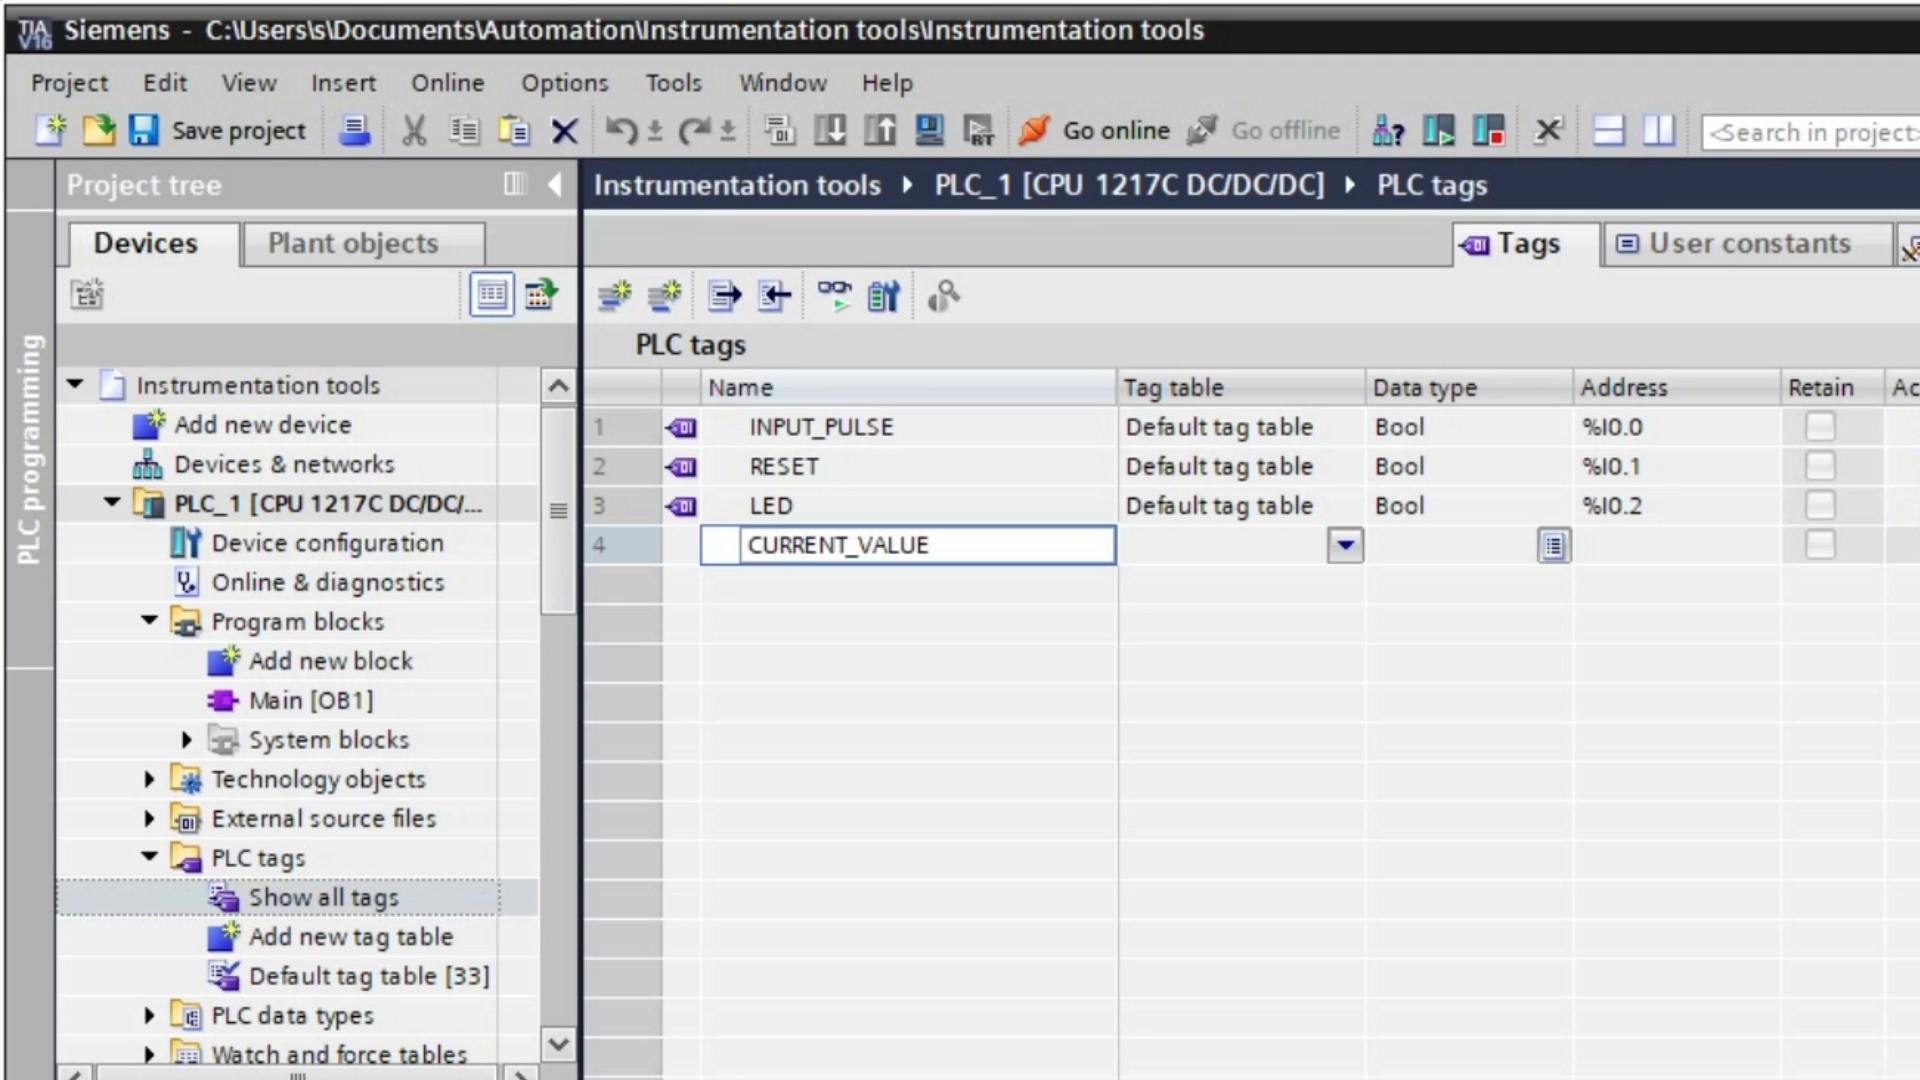 TIA V16 Siemens - C:\Users\s\Documents\Automation\Instrumentation tools\Instrumentation tools
Project Edit View Insert Online Options Tools Window Help
Save project Go online Go offline <Search in project>
Project tree
Instrumentation tools PLC_1 [CPU 1217C DC/DC/DC] PLC tags
Devices Plant objects
Tags User constants
PLC programming
PLC tags
Name Tag table Data type Address Retain Ac
1 INPUT_PULSE Default tag table Bool %I0.0
2 RESET Default tag table Bool %I0.1
3 LED Default tag table Bool %I0.2
4 CURRENT_VALUE
Instrumentation tools
Add new device
Devices & networks
PLC_1 [CPU 1217C DC/DC/...
Device configuration
Online & diagnostics
Program blocks
Add new block
Main [OB1]
System blocks
Technology objects
External source files
PLC tags
Show all tags
Add new tag table
Default tag table [33]
PLC data types
Watch and force tables